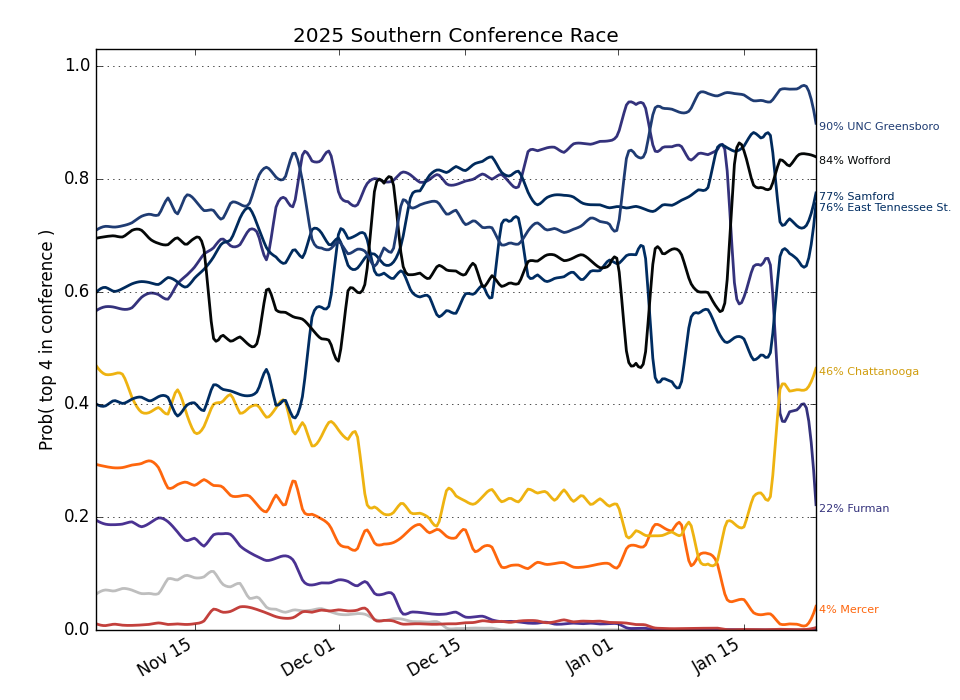 2025 Southern Conference Race
Prob( top 4 in conference )
1.0
0.8
0.6
0.4
0.2
0.0
Nov 15
Dec 01
Dec 15
Jan 01
Jan 15
90% UNC Greensboro
84% Wofford
77% Samford
76% East Tennessee St.
46% Chattanooga
22% Furman
4% Mercer